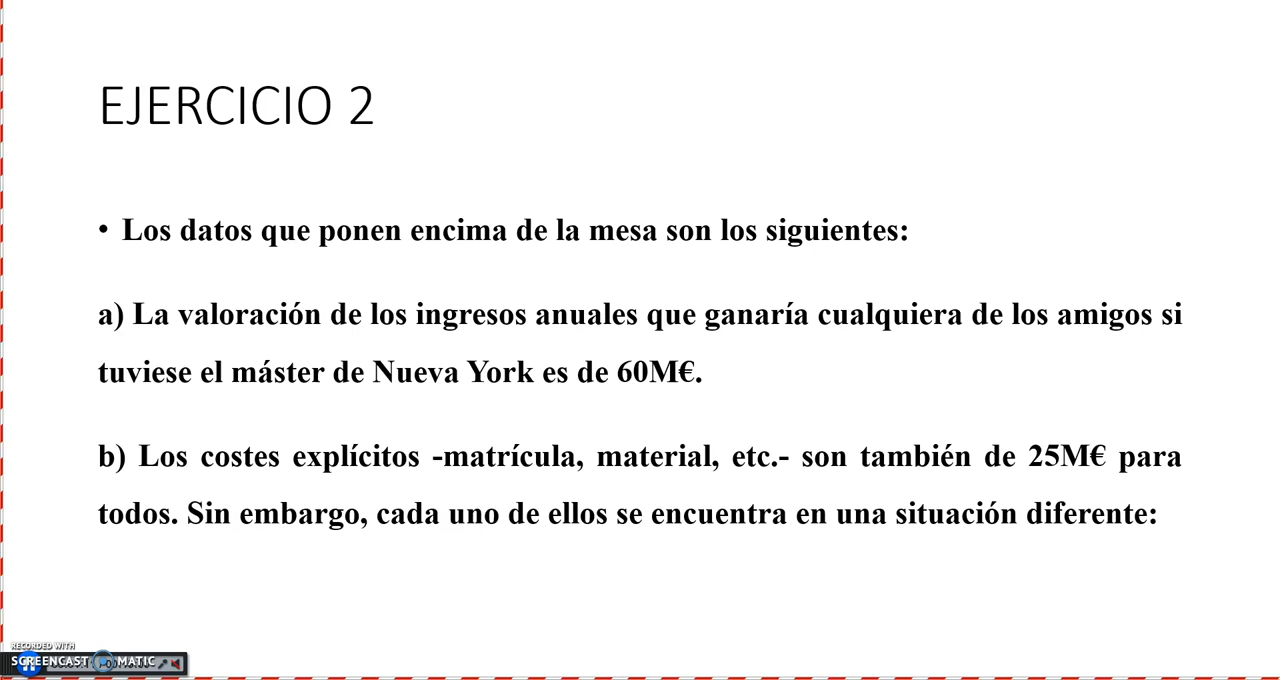 EJERCICIO 2
• Los datos que ponen encima de la mesa son los siguientes:
a) La valoración de los ingresos anuales que ganaría cualquiera de los amigos si
tuviese el máster de Nueva York es de 60M€.
b) Los costes explícitos -matrícula, material, etc.- son también de 25M€ para
todos. Sin embargo, cada uno de ellos se encuentra en una situación diferente:
RECORDED WITH
SCREENCAST MATIC